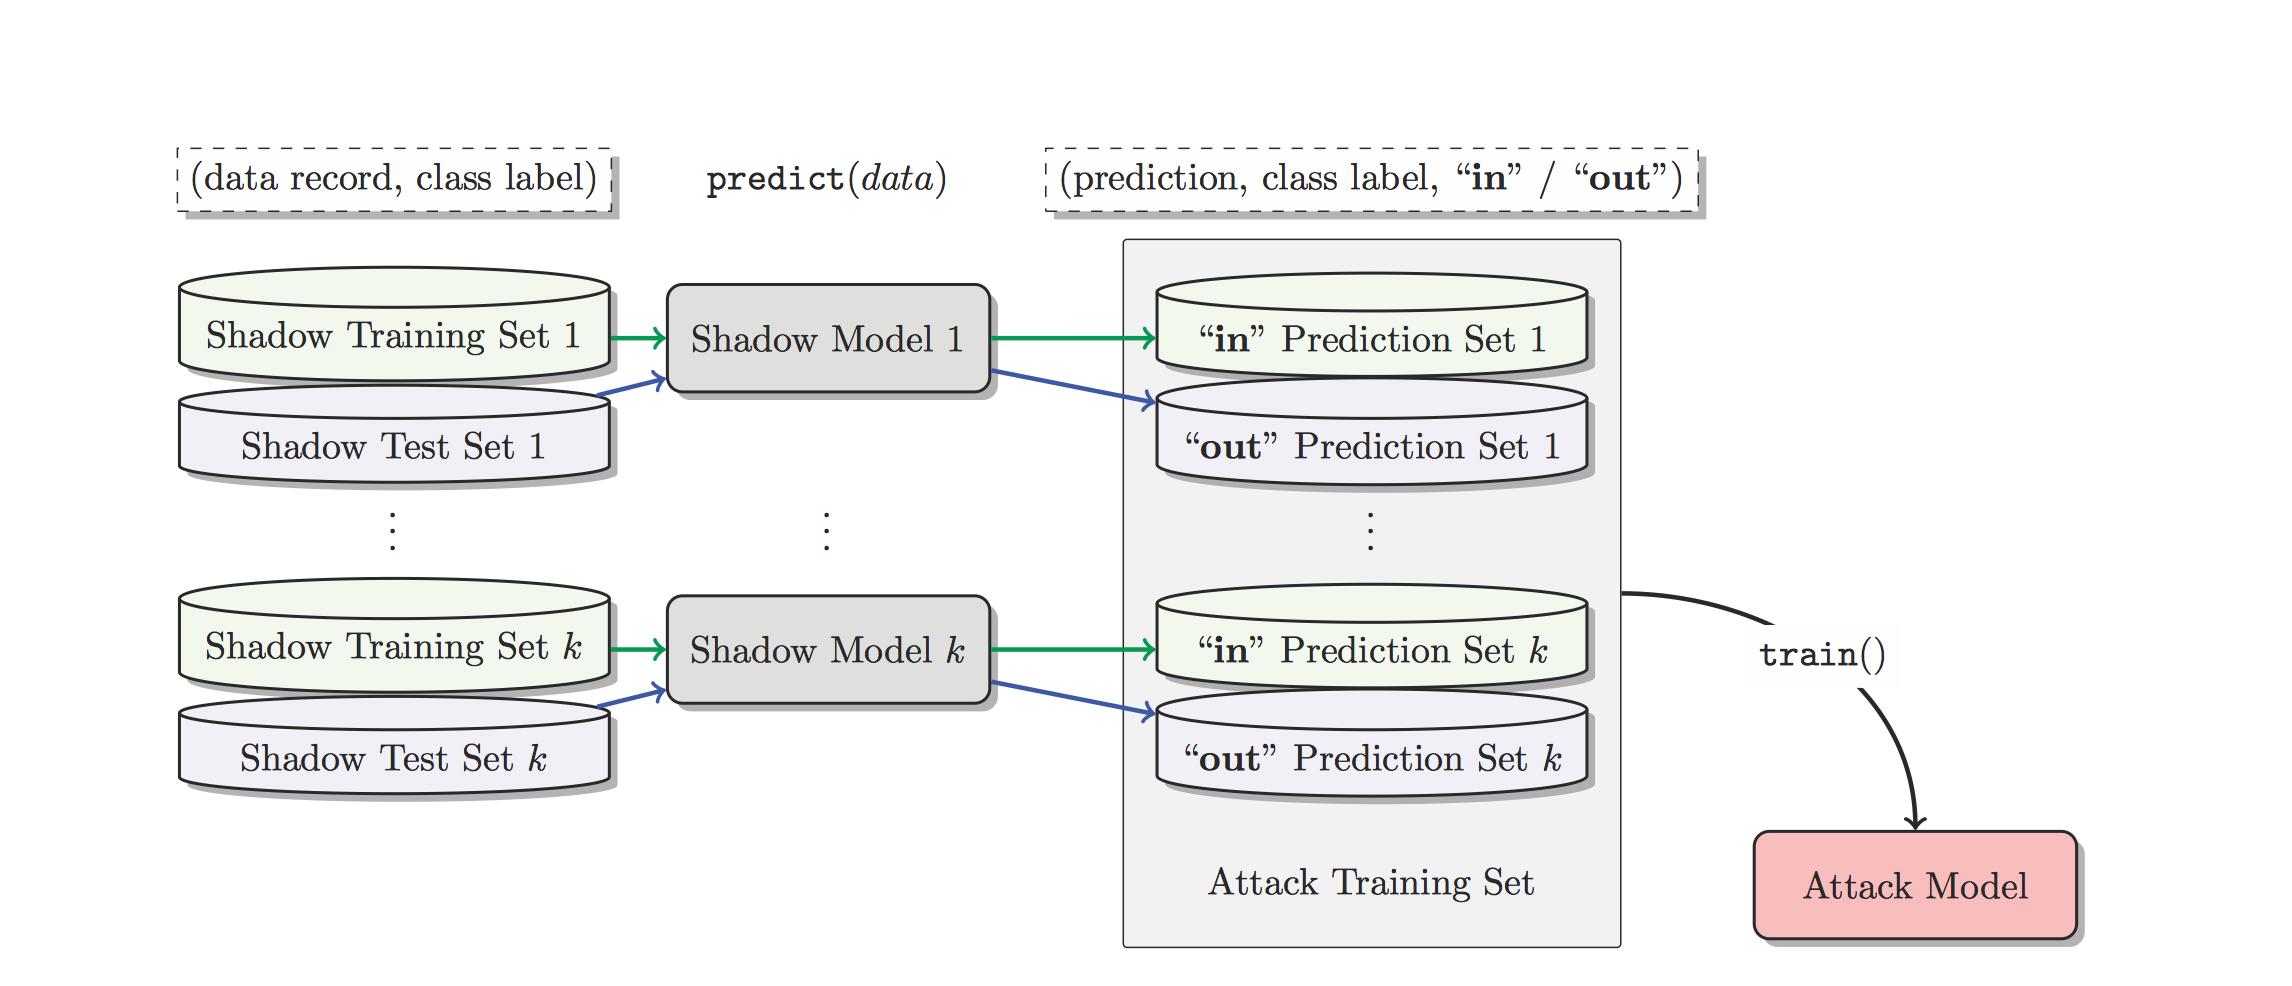 (data record, class label)
predict(data)
(prediction, class label, “in” / “out”)
Shadow Training Set 1
Shadow Model 1
“in” Prediction Set 1
Shadow Test Set 1
“out” Prediction Set 1
⋮ ⋮ ⋮
Shadow Training Set k
Shadow Model k
“in” Prediction Set k
train()
Shadow Test Set k
“out” Prediction Set k
Attack Training Set
Attack Model